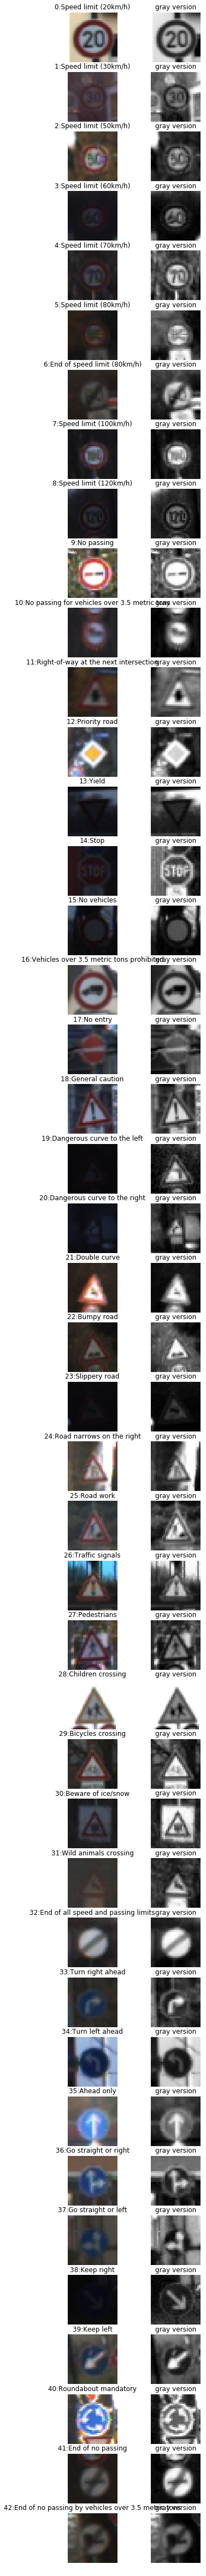 0:Speed limit (20km/h) gray version
20 20
1:Speed limit (30km/h) gray version
30 30
2:Speed limit (50km/h) gray version
50 50
3:Speed limit (60km/h) gray version
60 60
4:Speed limit (70km/h) gray version
70 70
5:Speed limit (80km/h) gray version
6:End of speed limit (80km/h) gray version
7:Speed limit (100km/h) gray version
100 100
8:Speed limit (120km/h) gray version
120 120
9:No passing gray version
10:No passing for vehicles over 3.5 metric tons gray version
11:Right-of-way at the next intersection gray version
12:Priority road gray version
13:Yield gray version
14:Stop gray version
STOP STOP
15:No vehicles gray version
16:Vehicles over 3.5 metric tons prohibited gray version
17:No entry gray version
18:General caution gray version
19:Dangerous curve to the left gray version
20:Dangerous curve to the right gray version
21:Double curve gray version
22:Bumpy road gray version
23:Slippery road gray version
24:Road narrows on the right gray version
25:Road work gray version
26:Traffic signals gray version
27:Pedestrians gray version
28:Children crossing gray version
29:Bicycles crossing gray version
30:Beware of ice/snow gray version
31:Wild animals crossing gray version
32:End of all speed and passing limits gray version
33:Turn right ahead gray version
34:Turn left ahead gray version
35:Ahead only gray version
36:Go straight or right gray version
37:Go straight or left gray version
38:Keep right gray version
39:Keep left gray version
40:Roundabout mandatory gray version
41:End of no passing gray version
42:End of no passing by vehicles over 3.5 metric tons gray version